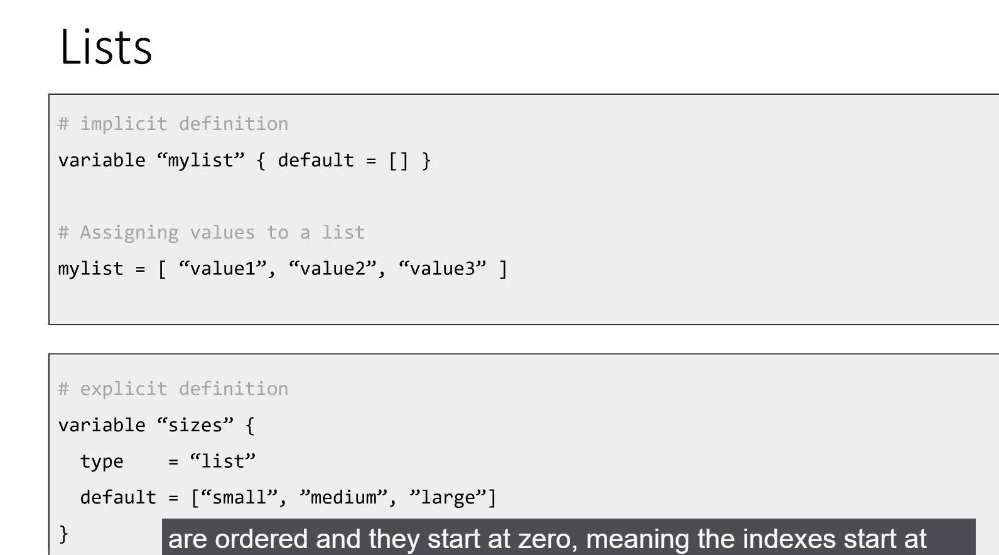 Lists
# implicit definition
variable “mylist” { default = [] }
# Assigning values to a list
mylist = [ “value1”, “value2”, “value3” ]
# explicit definition
variable “sizes” {
type = “list”
default = [“small”, ”medium”, ”large”]
}
are ordered and they start at zero, meaning the indexes start at